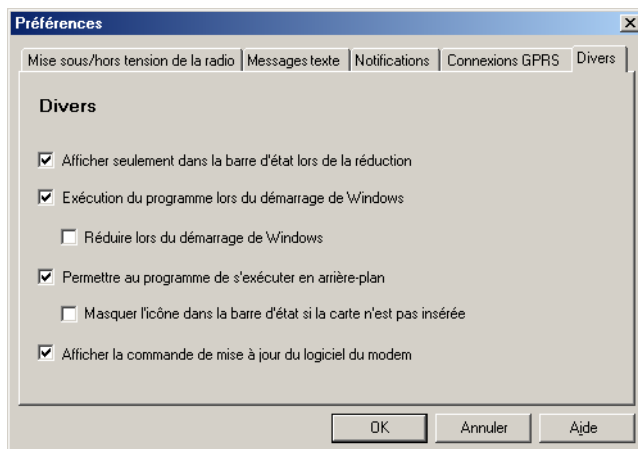 Préférences
Mise sous/hors tension de la radio Messages texte Notifications Connexions GPRS Divers
Divers
Afficher seulement dans la barre d'état lors de la réduction
Exécution du programme lors du démarrage de Windows
Réduire lors du démarrage de Windows
Permettre au programme de s'exécuter en arrière-plan
Masquer l'icône dans la barre d'état si la carte n'est pas insérée
Afficher la commande de mise à jour du logiciel du modem
OK Annuler Aide